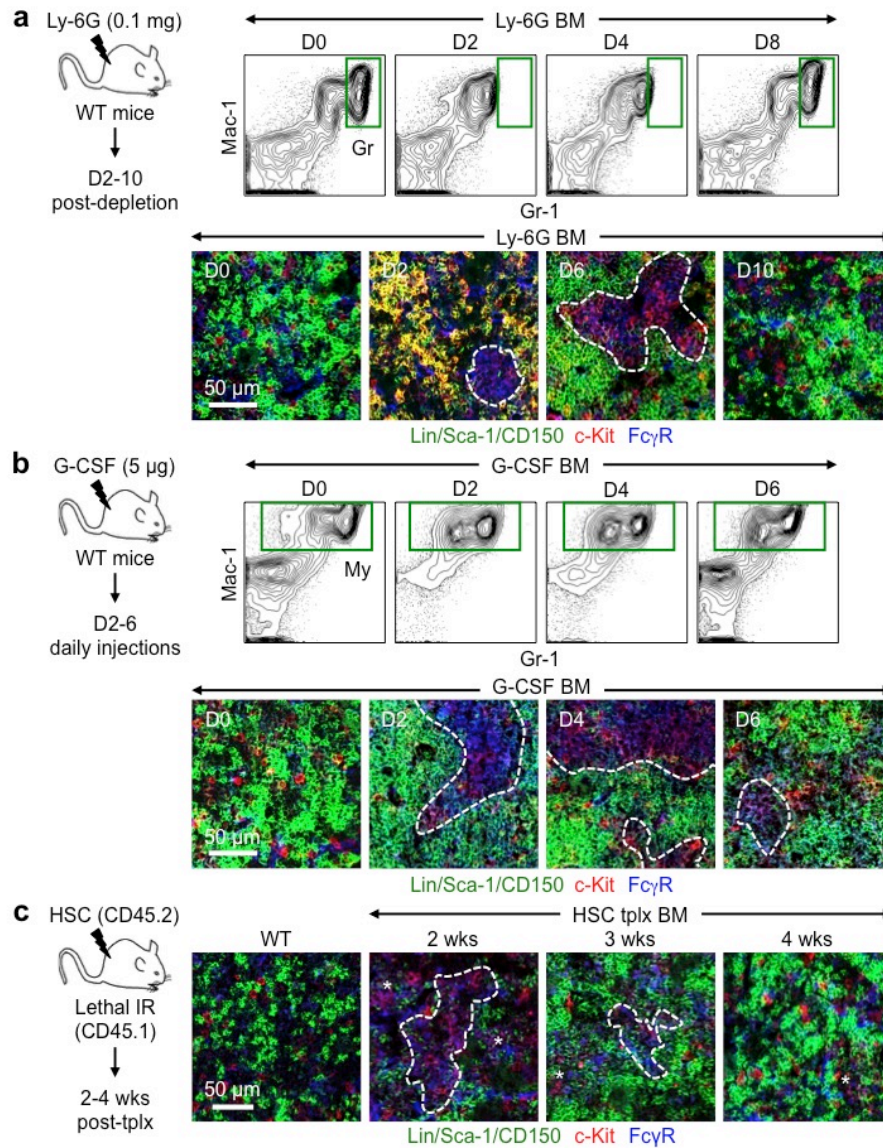 a
Ly-6G (0.1 mg)
WT mice
D2-10
post-depletion
Ly-6G BM
D0 D2 D4 D8
Mac-1
Gr
Gr-1
Ly-6G BM
D0 D2 D6 D10
50 µm
Lin/Sca-1/CD150 c-Kit FcγR
b
G-CSF (5 µg)
WT mice
D2-6
daily injections
G-CSF BM
D0 D2 D4 D6
Mac-1
My
Gr-1
G-CSF BM
D0 D2 D4 D6
50 µm
Lin/Sca-1/CD150 c-Kit FcγR
c
HSC (CD45.2)
Lethal IR
(CD45.1)
2-4 wks
post-tplx
HSC tplx BM
WT 2 wks 3 wks 4 wks
* * * *
50 µm
Lin/Sca-1/CD150 c-Kit FcγR